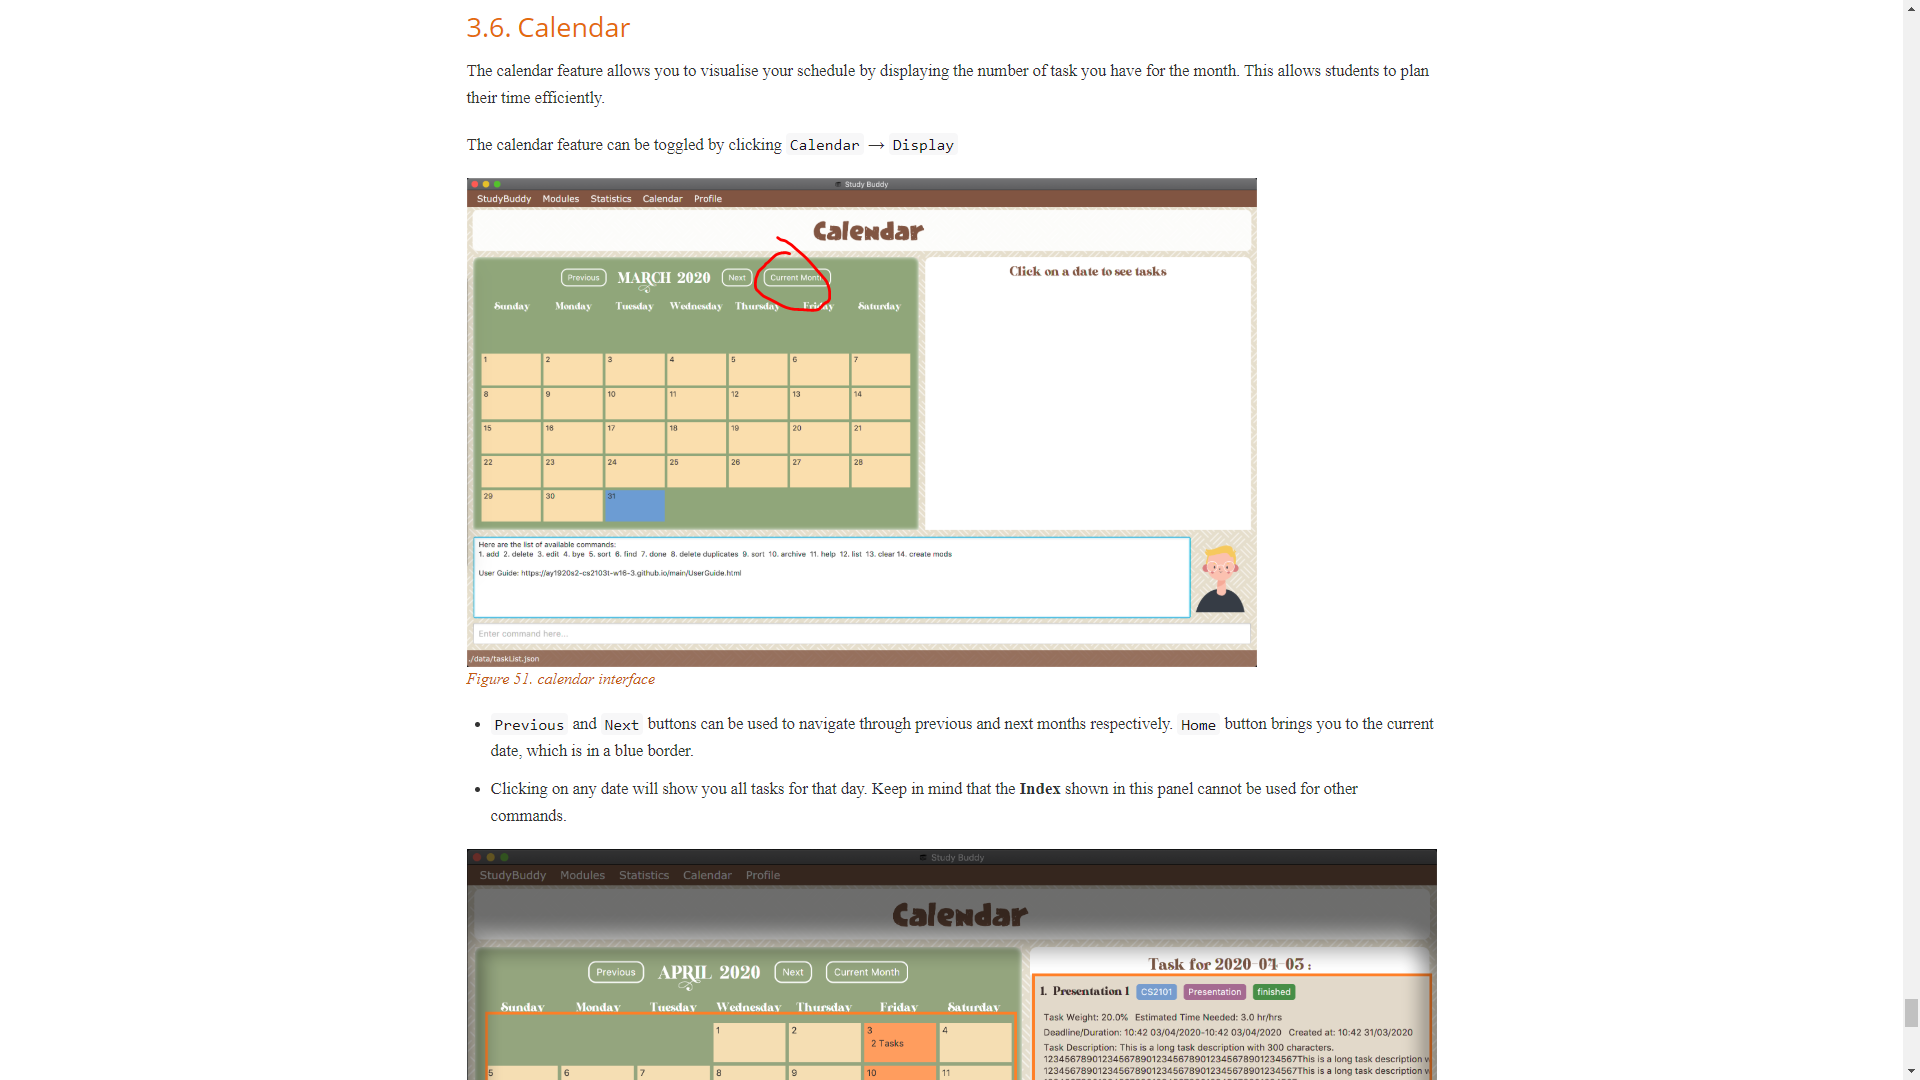 3.6. Calendar
The calendar feature allows you to visualise your schedule by displaying the number of task you have for the month. This allows students to plan
their time efficiently.
The calendar feature can be toggled by clicking Calendar → Display
Study Buddy
StudyBuddy Modules Statistics Calendar Profile
Calendar
Previous MARCH 2020 Next Current Month
Click on a date to see tasks
Sunday Monday Tuesday Wednesday Thursday Friday Saturday
1 2 3 4 5 6 7
8 9 10 11 12 13 14
15 16 17 18 19 20 21
22 23 24 25 26 27 28
29 30 31
Here are the list of available commands:
1. add 2. delete 3. edit 4. bye 5. sort 6. find 7. done 8. delete duplicates 9. sort 10. archive 11. help 12. list 13. clear 14. create mods
User Guide: https://ay1920s2-cs2103t-w16-3.github.io/main/UserGuide.html
Enter command here...
./data/taskList.json
Figure 51. calendar interface
• Previous and Next buttons can be used to navigate through previous and next months respectively. Home button brings you to the current
date, which is in a blue border.
• Clicking on any date will show you all tasks for that day. Keep in mind that the Index shown in this panel cannot be used for other
commands.
Study Buddy
StudyBuddy Modules Statistics Calendar Profile
Calendar
Previous APRIL 2020 Next Current Month
Sunday Monday Tuesday Wednesday Thursday Friday Saturday
1 2 3 4
2 Tasks
5 6 7 8 9 10 11
Task for 2020-04-03 :
1. Presentation 1 CS2101 Presentation finished
Task Weight: 20.0% Estimated Time Needed: 3.0 hr/hrs
Deadline/Duration: 10:42 03/04/2020-10:42 03/04/2020 Created at: 10:42 31/03/2020
Task Description: This is a long task description with 300 characters.
12345678901234567890123456789012345678901234567This is a long task description
12345678901234567890123456789012345678901234567This is a long task description